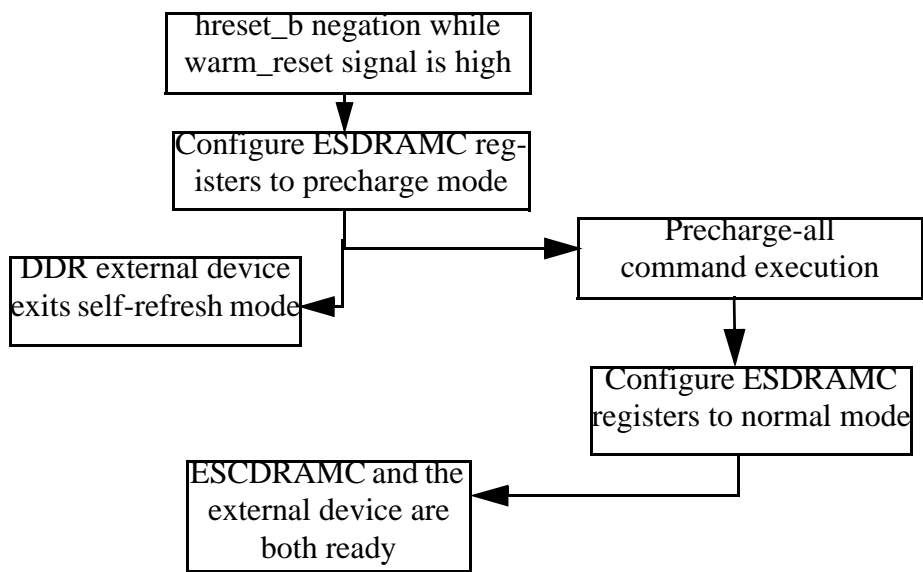 hreset_b negation while
warm_reset signal is high
Configure ESDRAMC reg-
isters to precharge mode
DDR external device
exits self-refresh mode
Precharge-all
command execution
Configure ESDRAMC
registers to normal mode
ESCDRAMC and the
external device are
both ready